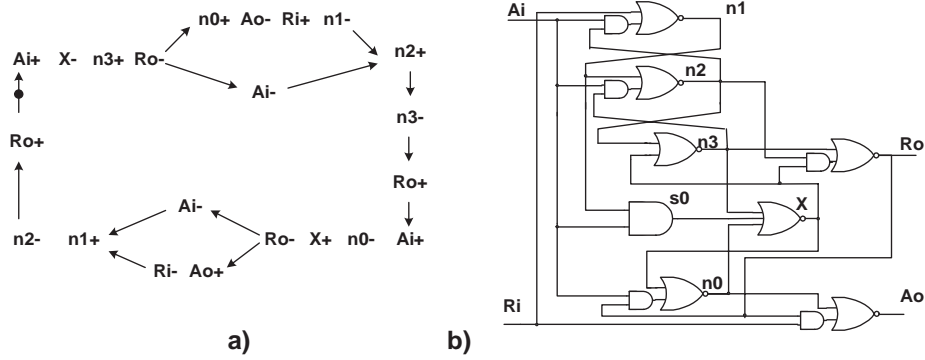 n0+ Ao- Ri+ n1-
Ai+ X- n3+ Ro-
n2+
Ai-
n3-
Ro+
Ro+
Ai-
n2- n1+ Ro- X+ n0- Ai+
Ri- Ao+
a)
b)
Ai
n1
n2
n3
Ro
s0
X
n0
Ri
Ao